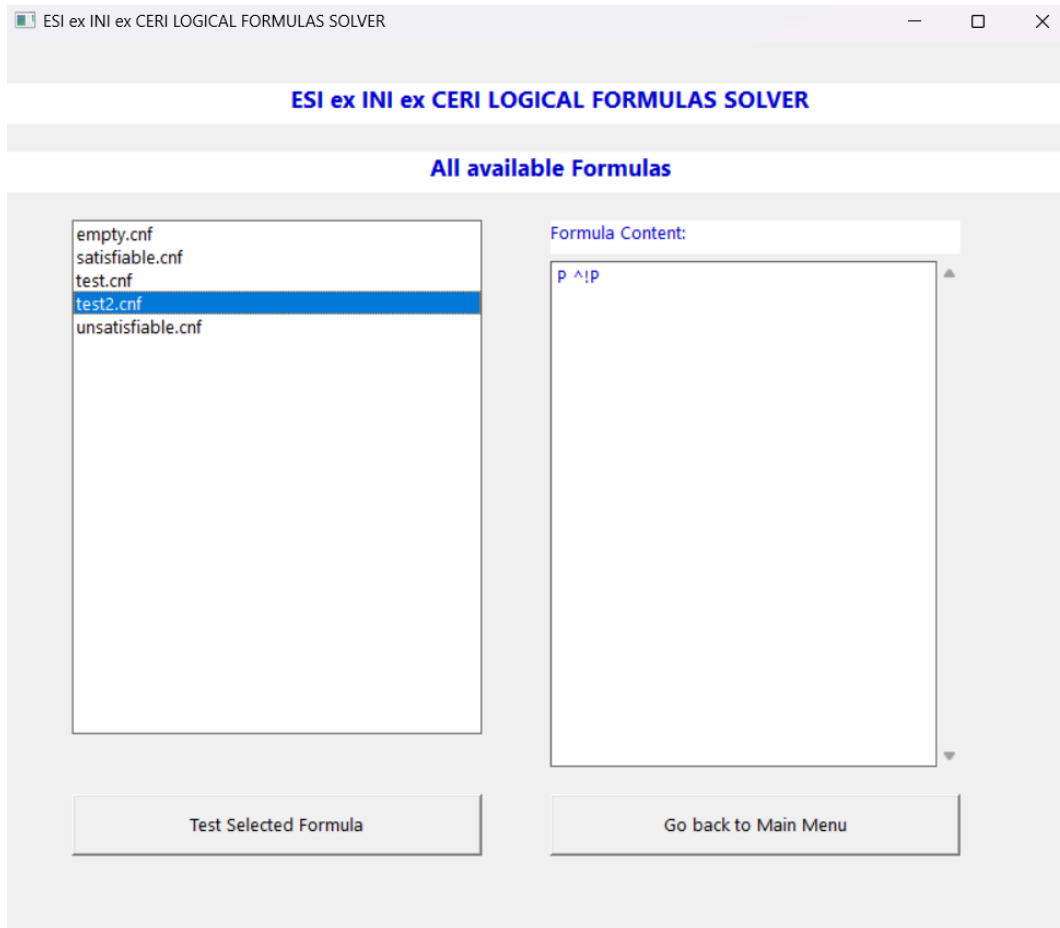 ESI ex INI ex CERI LOGICAL FORMULAS SOLVER
ESI ex INI ex CERI LOGICAL FORMULAS SOLVER
All available Formulas
empty.cnf
satisfiable.cnf
test.cnf
test2.cnf
unsatisfiable.cnf
Formula Content:
P ^!P
Test Selected Formula
Go back to Main Menu